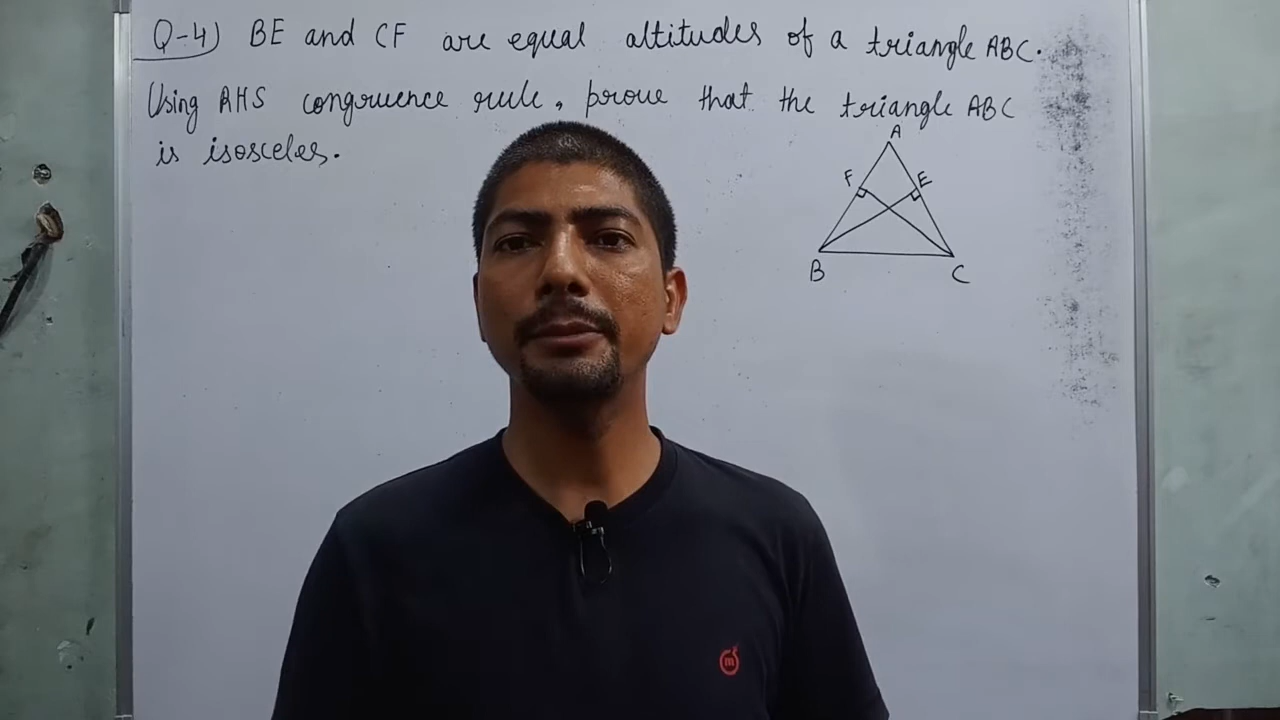 Q-4) BE and CF are equal altitudes of a triangle ABC.
Using AHS congruence rule, prove that the triangle ABC
is isosceles.
A
F E
B C
m